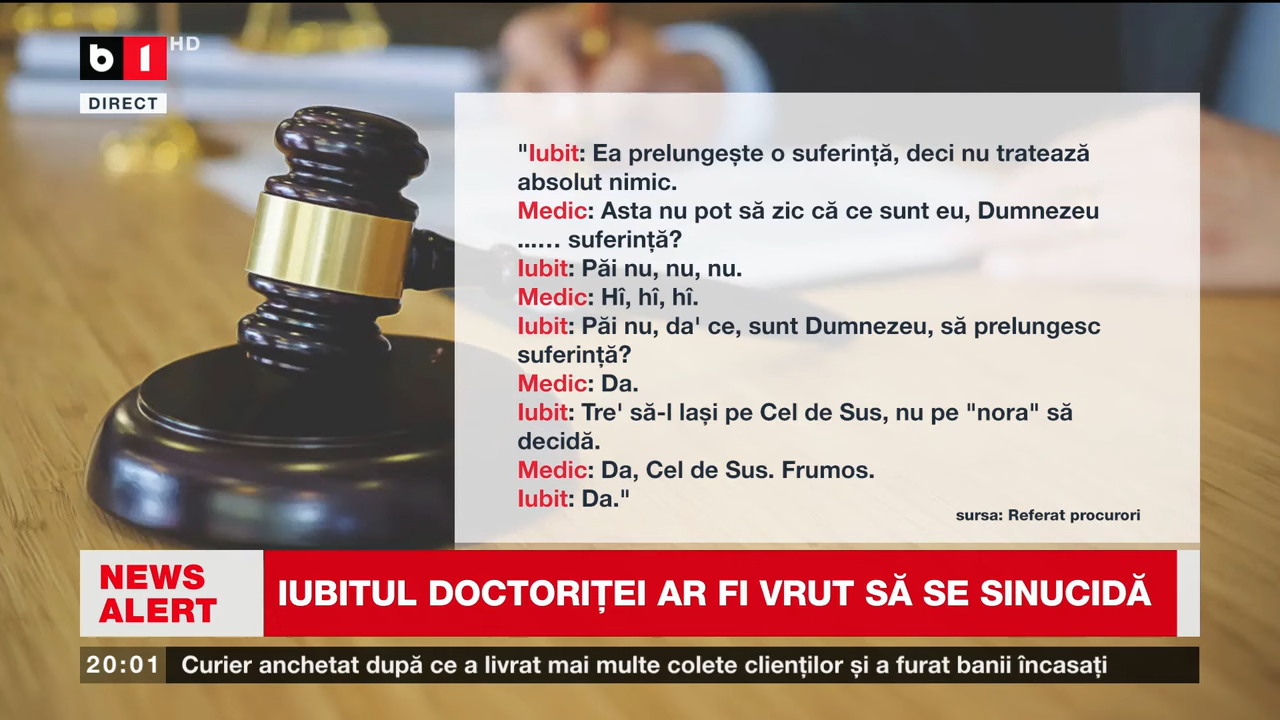 b1 HD
DIRECT
"Iubit: Ea prelungește o suferință, deci nu tratează
absolut nimic.
Medic: Asta nu pot să zic că ce sunt eu, Dumnezeu
...... suferință?
Iubit: Păi nu, nu, nu.
Medic: Hî, hî, hî.
Iubit: Păi nu, da' ce, sunt Dumnezeu, să prelungesc
suferință?
Medic: Da.
Iubit: Tre' să-l lași pe Cel de Sus, nu pe "nora" să
decidă.
Medic: Da, Cel de Sus. Frumos.
Iubit: Da."
sursa: Referat procurori
NEWS
ALERT
IUBITUL DOCTORIȚEI AR FI VRUT SĂ SE SINUCIDĂ
20:01 Curier anchetat după ce a livrat mai multe colete clienților și a furat banii încasați